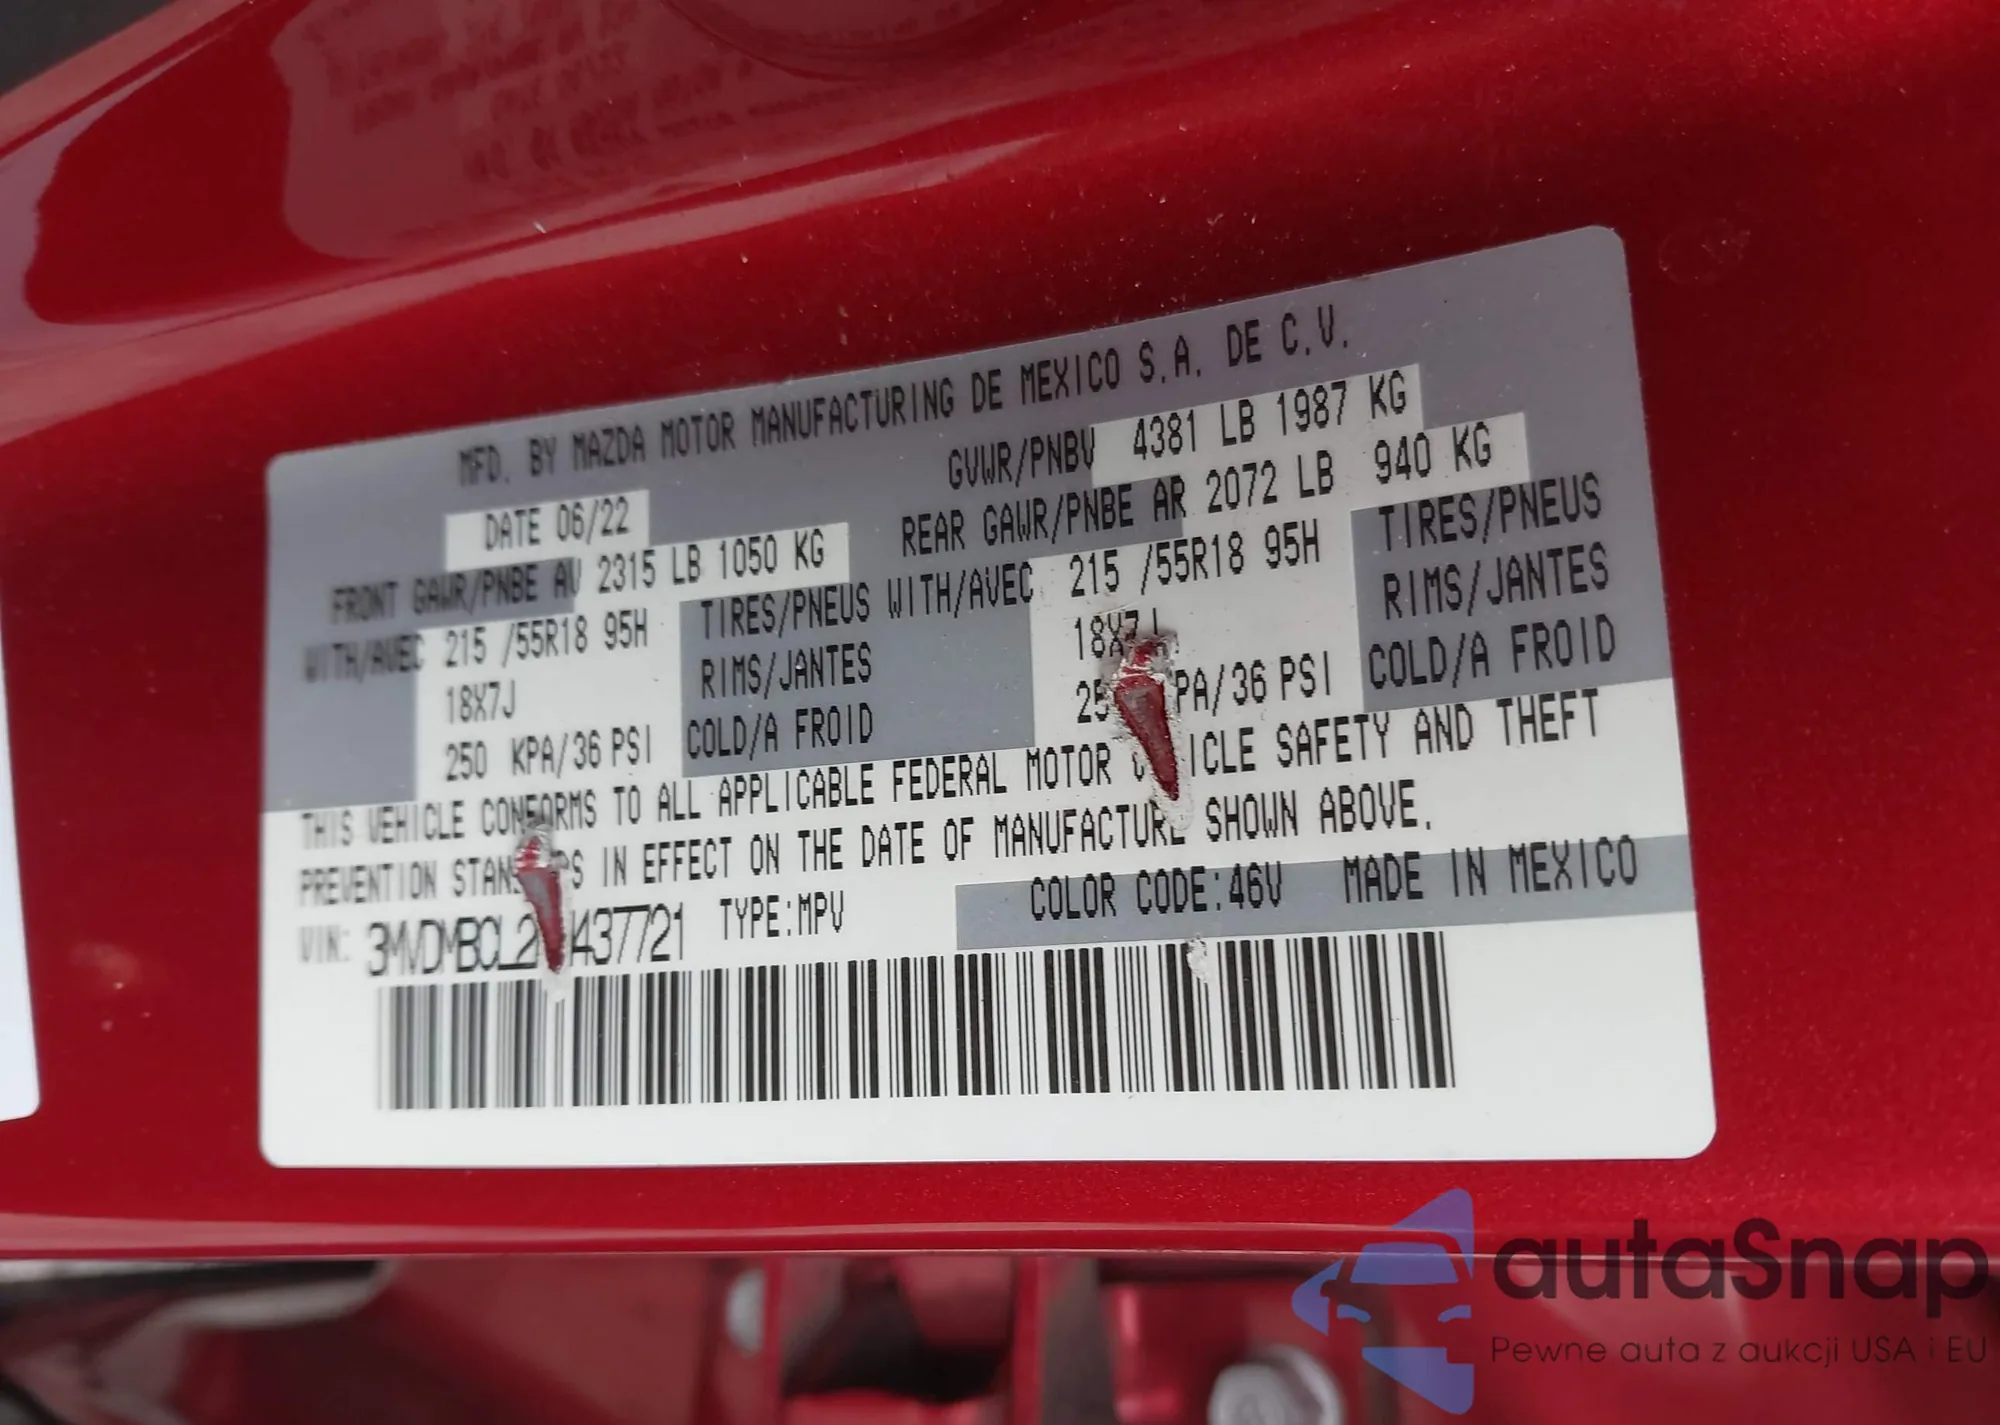 MFD. BY MAZDA MOTOR MANUFACTURING DE MEXICO S.A. DE C.V.
DATE 06/22 GVWR/PNBV 4381 LB 1987 KG
FRONT GAWR/PNBE AV 2315 LB 1050 KG REAR GAWR/PNBE AR 2072 LB 940 KG
WITH/AVEC 215 /55R18 95H TIRES/PNEUS WITH/AVEC 215 /55R18 95H TIRES/PNEUS
18X7J RIMS/JANTES 18X7J RIMS/JANTES
250 KPA/36 PSI COLD/A FROID PA/36 PSI COLD/A FROID
THIS VEHICLE CONFORMS TO ALL APPLICABLE FEDERAL MOTOR ICLE SAFETY AND THEFT
PREVENTION IN EFFECT ON THE DATE OF MANUFACTURE SHOWN ABOVE.
VIN: 3MVDMBCL2 437721 TYPE:MPV COLOR CODE:46V MADE IN MEXICO
autaSnap
Pewne auta z aukcji USA i EU